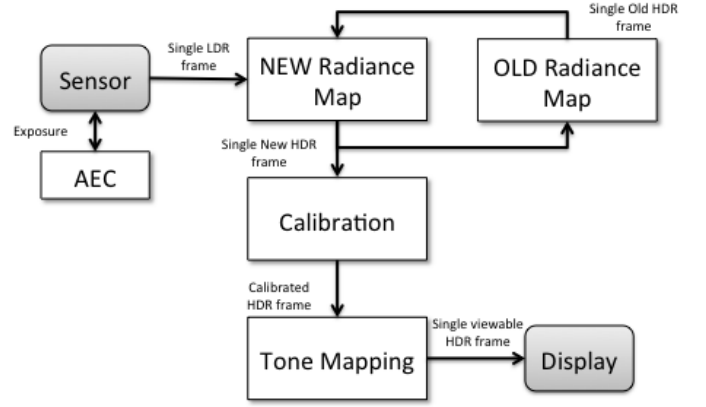 Single Old HDR
frame
Single LDR
frame
Sensor
NEW Radiance
Map
OLD Radiance
Map
Exposure
AEC
Single New HDR
frame
Calibration
Calibrated
HDR frame
Tone Mapping
Single viewable
HDR frame
Display